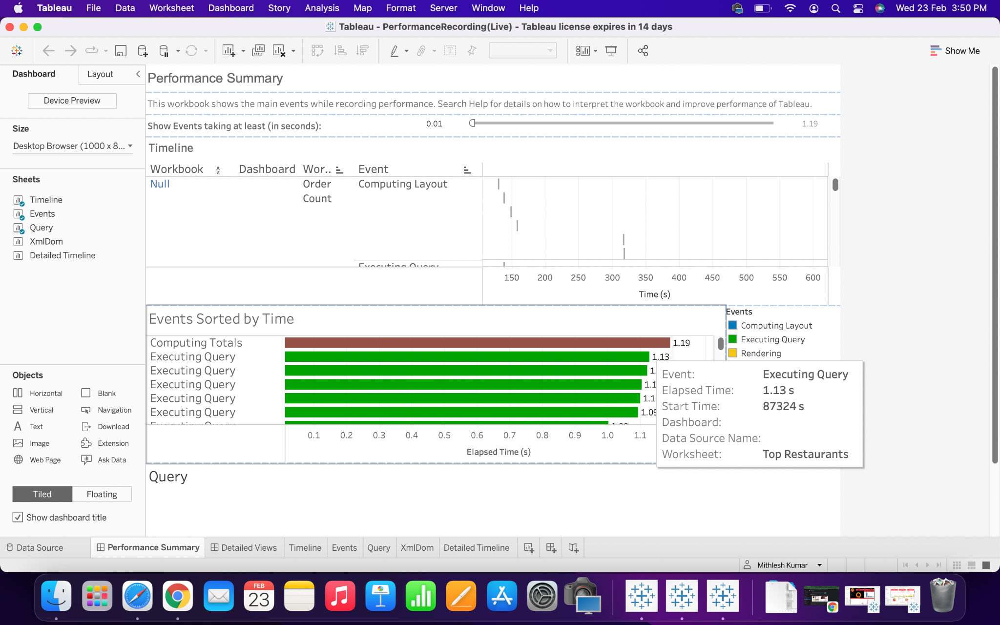 Tableau File Data Worksheet Dashboard Story Analysis Map Format Server Window Help Wed 23 Feb 3:50 PM
Tableau - PerformanceRecording(Live) - Tableau license expires in 14 days
Show Me
Dashboard Layout
Device Preview
Size
Desktop Browser (1000 x 8...
Sheets
Timeline
Events
Query
XmlDom
Detailed Timeline
Objects
Horizontal Blank
Vertical Navigation
Text Download
Image Extension
Web Page Ask Data
Tiled Floating
Show dashboard title
Performance Summary
This workbook shows the main events while recording performance. Search Help for details on how to interpret the workbook and improve performance of Tableau.
Show Events taking at least (in seconds): 0.01 1.19
Timeline
Workbook Dashboard Wor.. Event
Null Order Count Computing Layout
Executing Query
150 200 250 300 350 400 450 500 550 600
Time (s)
Events Sorted by Time
Computing Totals 1.19
Executing Query 1.13
Executing Query 1.
Executing Query 1.1
Executing Query 1.10
Executing Query 1.09
Executing Query 1.00
0.1 0.2 0.3 0.4 0.5 0.6 0.7 0.8 0.9 1.0 1.1
Elapsed Time (s)
Events
Computing Layout
Executing Query
Rendering
Event: Executing Query
Elapsed Time: 1.13 s
Start Time: 87324 s
Dashboard:
Data Source Name:
Worksheet: Top Restaurants
Query
Data Source Performance Summary Detailed Views Timeline Events Query XmlDom Detailed Timeline
Mithlesh Kumar
FEB
23